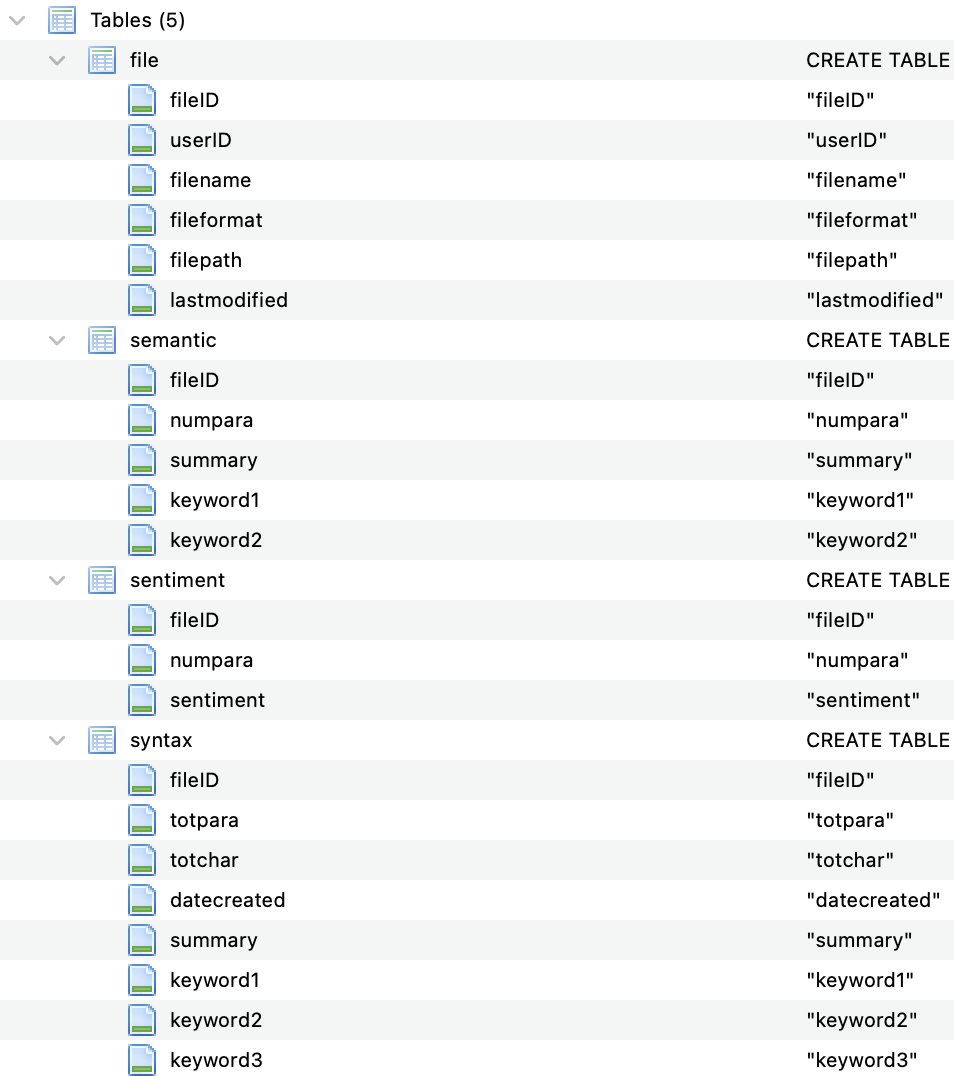 Tables (5)
file CREATE TABLE
fileID "fileID"
userID "userID"
filename "filename"
fileformat "fileformat"
filepath "filepath"
lastmodified "lastmodified"
semantic CREATE TABLE
fileID "fileID"
numpara "numpara"
summary "summary"
keyword1 "keyword1"
keyword2 "keyword2"
sentiment CREATE TABLE
fileID "fileID"
numpara "numpara"
sentiment "sentiment"
syntax CREATE TABLE
fileID "fileID"
totpara "totpara"
totchar "totchar"
datecreated "datecreated"
summary "summary"
keyword1 "keyword1"
keyword2 "keyword2"
keyword3 "keyword3"